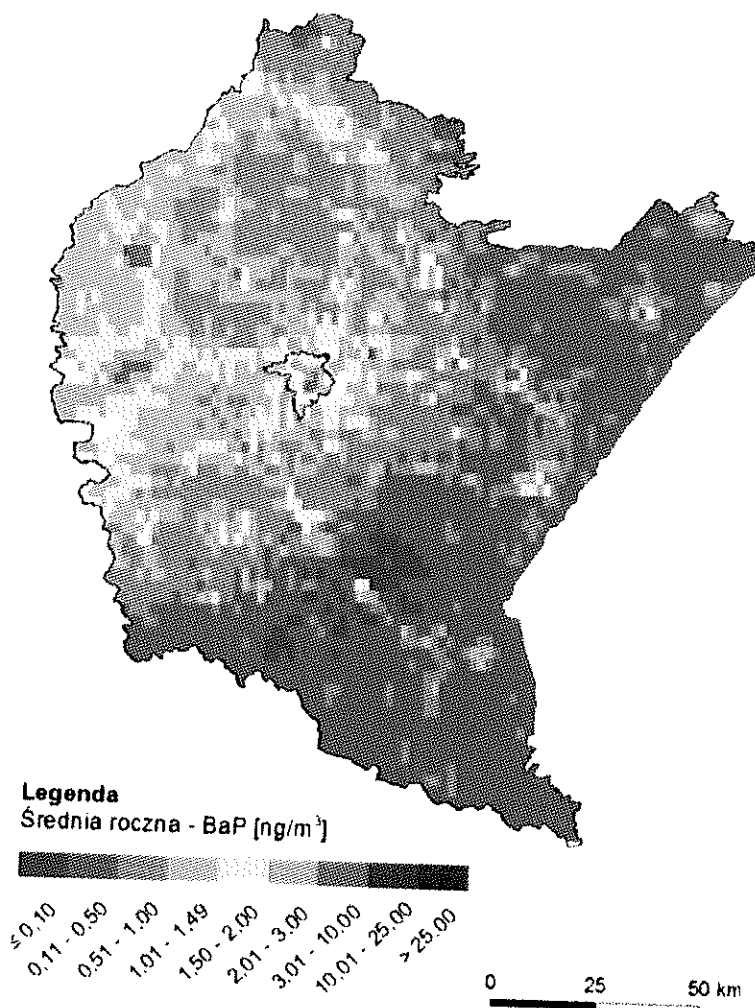 Legenda
Średnia roczna - BaP [ng/m³]
≤ 0,10
0,11 - 0,50
0,51 - 1,00
1,01 - 1,49
1,50 - 2,00
2,01 - 3,00
3,01 - 10,00
10,01 - 25,00
> 25,00
0 25 50 km